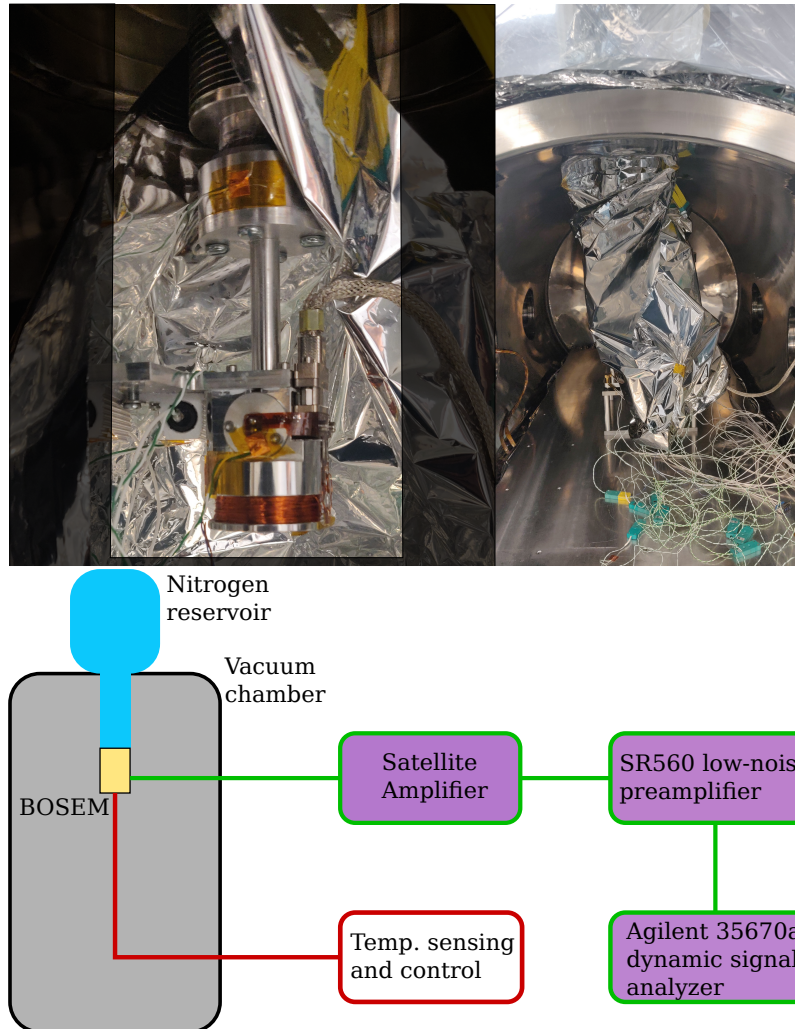 Nitrogen
reservoir
Vacuum
chamber
BOSEM
Satellite
Amplifier
SR560 low-nois
preamplifier
Temp. sensing
and control
Agilent 35670a
dynamic signal
analyzer